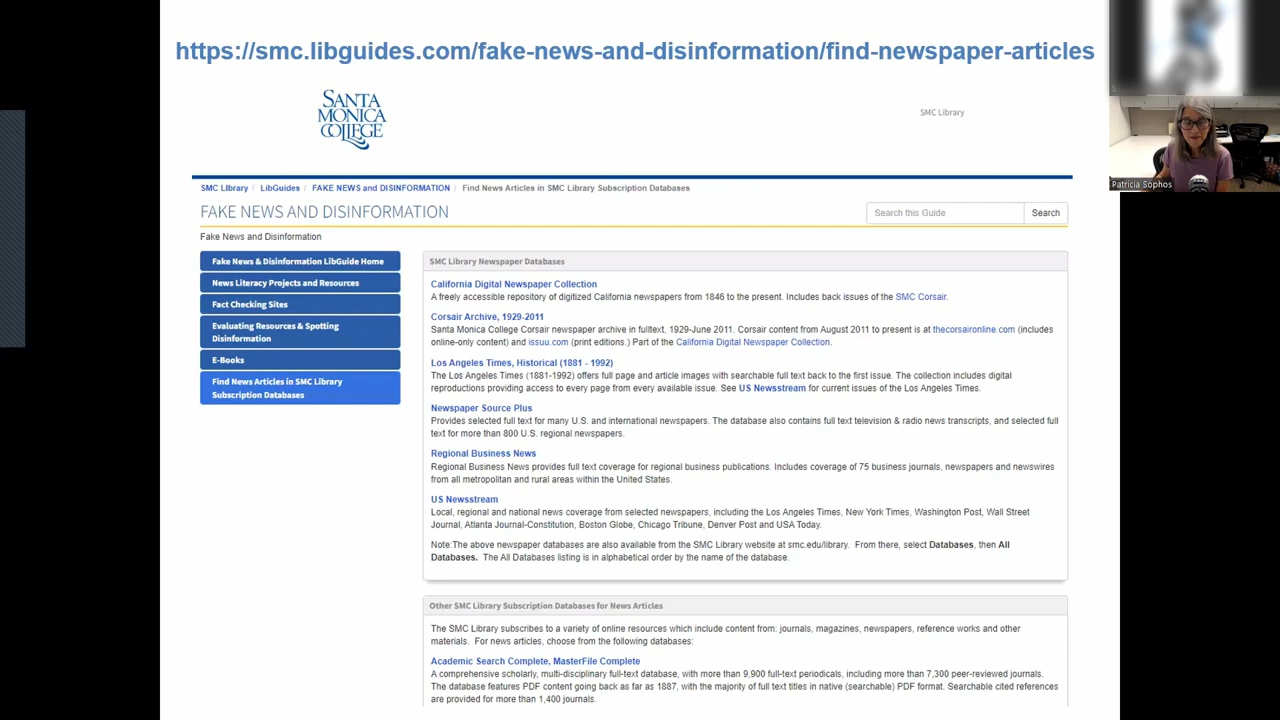 https://smc.libguides.com/fake-news-and-disinformation/find-newspaper-articles
SANTA
MONICA
COLLEGE
SMC Library
Patricia Sophos
SMC Library / LibGuides / FAKE NEWS and DISINFORMATION / Find News Articles in SMC Library Subscription Databases
FAKE NEWS AND DISINFORMATION
Search this Guide
Search
Fake News and Disinformation
Fake News & Disinformation LibGuide Home
News Literacy Projects and Resources
Fact Checking Sites
Evaluating Resources & Spotting
Disinformation
E-Books
Find News Articles in SMC Library
Subscription Databases
SMC Library Newspaper Databases
California Digital Newspaper Collection
A freely accessible repository of digitized California newspapers from 1846 to the present. Includes back issues of the SMC Corsair.
Corsair Archive, 1929-2011
Santa Monica College Corsair newspaper archive in fulltext, 1929-June 2011. Corsair content from August 2011 to present is at thecorsaironline.com (includes
online-only content) and issuu.com (print editions.) Part of the California Digital Newspaper Collection.
Los Angeles Times, Historical (1881 - 1992)
The Los Angeles Times (1881-1992) offers full page and article images with searchable full text back to the first issue. The collection includes digital
reproductions providing access to every page from every available issue. See US Newsstream for current issues of the Los Angeles Times.
Newspaper Source Plus
Provides selected full text for many U.S. and international newspapers. The database also contains full text television & radio news transcripts, and selected full
text for more than 800 U.S. regional newspapers.
Regional Business News
Regional Business News provides full text coverage for regional business publications. Includes coverage of 75 business journals, newspapers and newswires
from all metropolitan and rural areas within the United States.
US Newsstream
Local, regional and national news coverage from selected newspapers, including the Los Angeles Times, New York Times, Washington Post, Wall Street
Journal, Atlanta Journal-Constitution, Boston Globe, Chicago Tribune, Denver Post and USA Today.
Note:The above newspaper databases are also available from the SMC Library website at smc.edu/library. From there, select Databases, then All
Databases. The All Databases listing is in alphabetical order by the name of the database.
Other SMC Library Subscription Databases for News Articles
The SMC Library subscribes to a variety of online resources which include content from: journals, magazines, newspapers, reference works and other
materials. For news articles, choose from the following databases:
Academic Search Complete, MasterFile Complete
A comprehensive scholarly, multi-disciplinary full-text database, with more than 9,900 full-text periodicals, including more than 7,300 peer-reviewed journals.
The database features PDF content going back as far as 1887, with the majority of full text titles in native (searchable) PDF format. Searchable cited references
are provided for more than 1,400 journals.